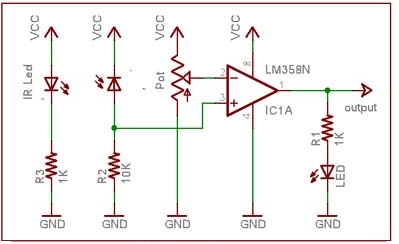 VCC
VCC
VCC
VCC
IR Led
Pot
2
3
8
4
1
LM358N
IC1A
output
R3
1K
R2
10K
R1
1K
LED
GND
GND
GND
GND
GND